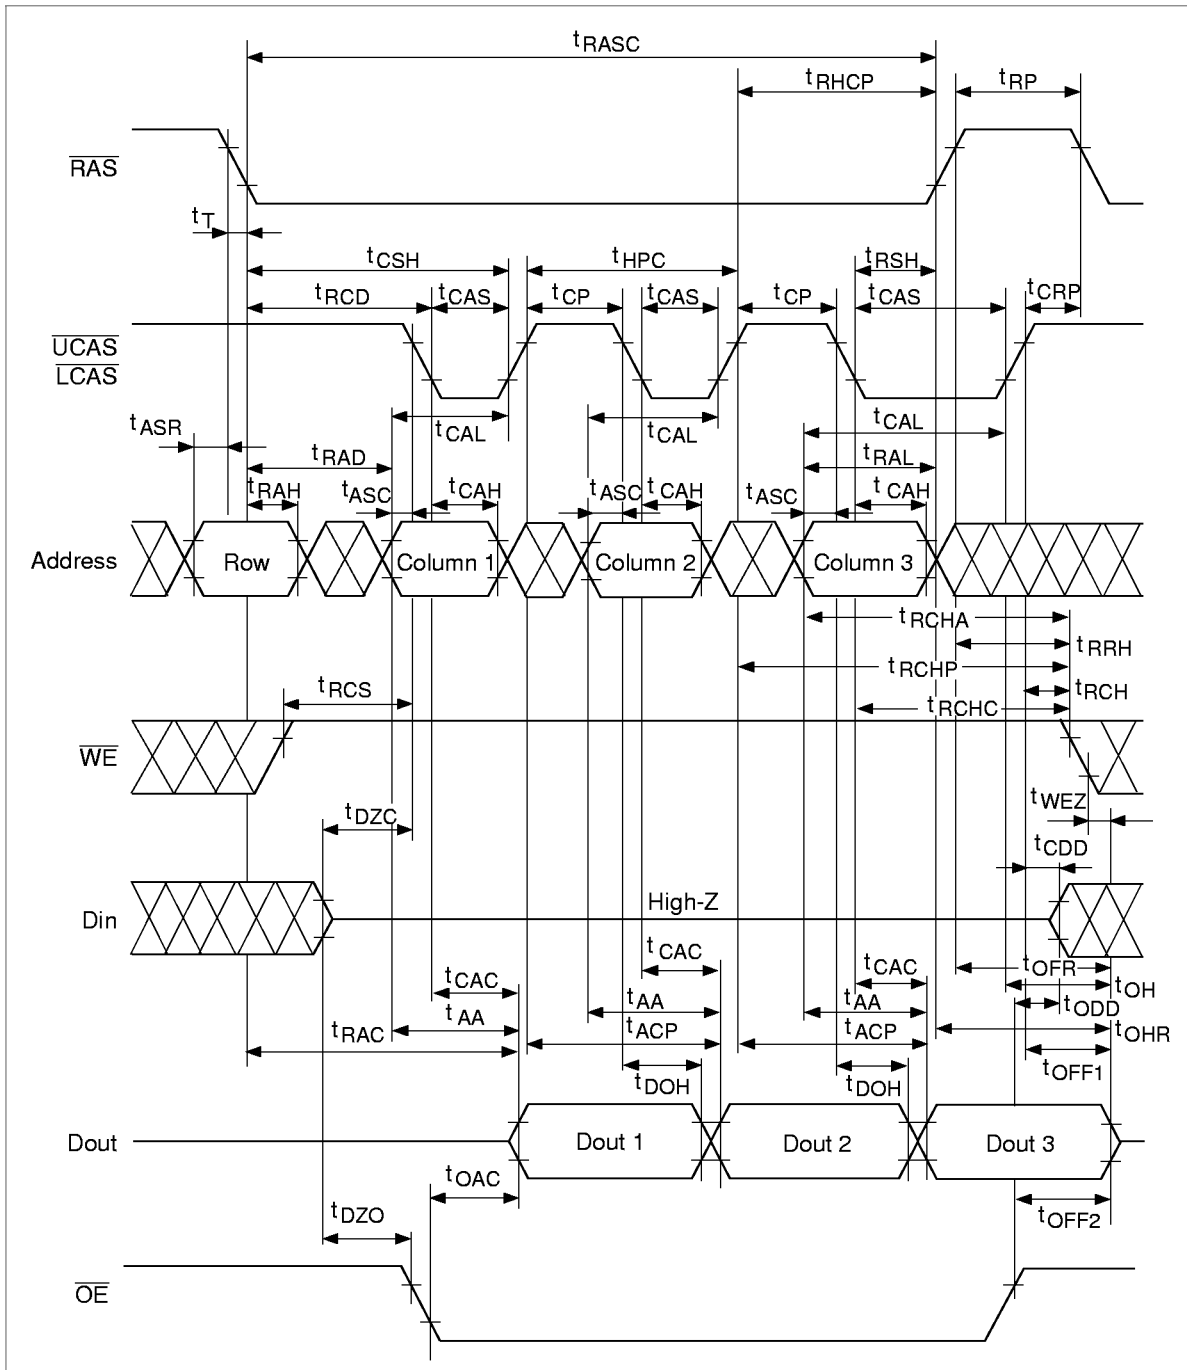 tRASC
tRHCP
tRP
RAS
tT
tCSH
tHPC
tRSH
tRCD
tCAS
tCP
tCAS
tCP
tCAS
tCRP
UCAS
LCAS
tASR
tCAL
tCAL
tCAL
tRAD
tRAL
tRAH
tASC
tCAH
tASC
tCAH
tASC
tCAH
Address
Row
Column 1
Column 2
Column 3
tRCHA
tRRH
tRCHP
tRCS
tRCH
tRCHC
WE
tWEZ
tDZC
tCDD
Din
High-Z
tCAC
tCAC
tCAC
tOFR
tOH
tAA
tAA
tAA
tODD
tRAC
tACP
tACP
tOHR
tOFF1
tDOH
tDOH
Dout
Dout 1
Dout 2
Dout 3
tOAC
tDZO
tOFF2
OE